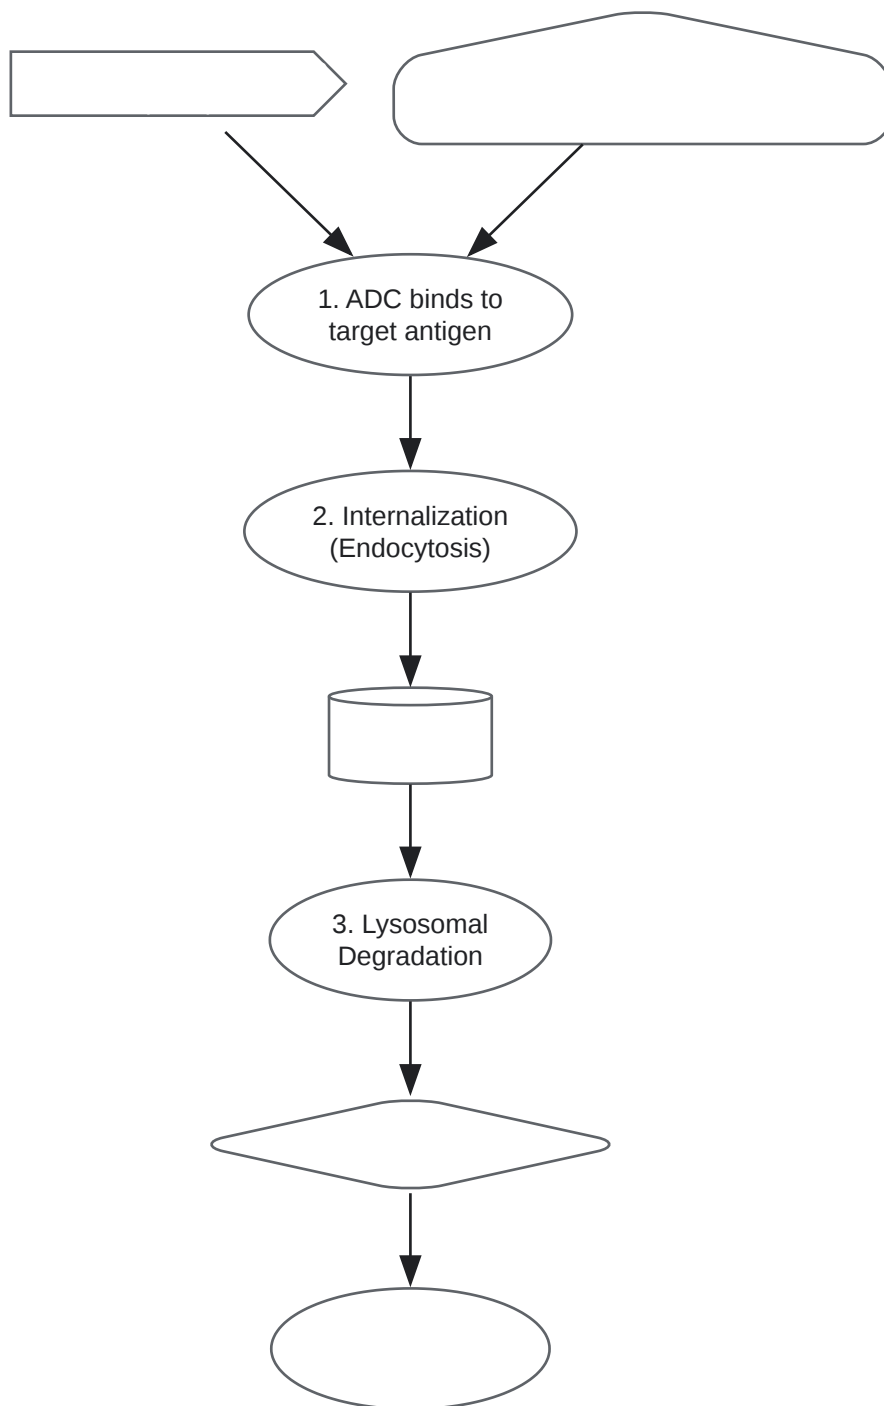 1. ADC binds to
target antigen
2. Internalization
(Endocytosis)
3. Lysosomal
Degradation